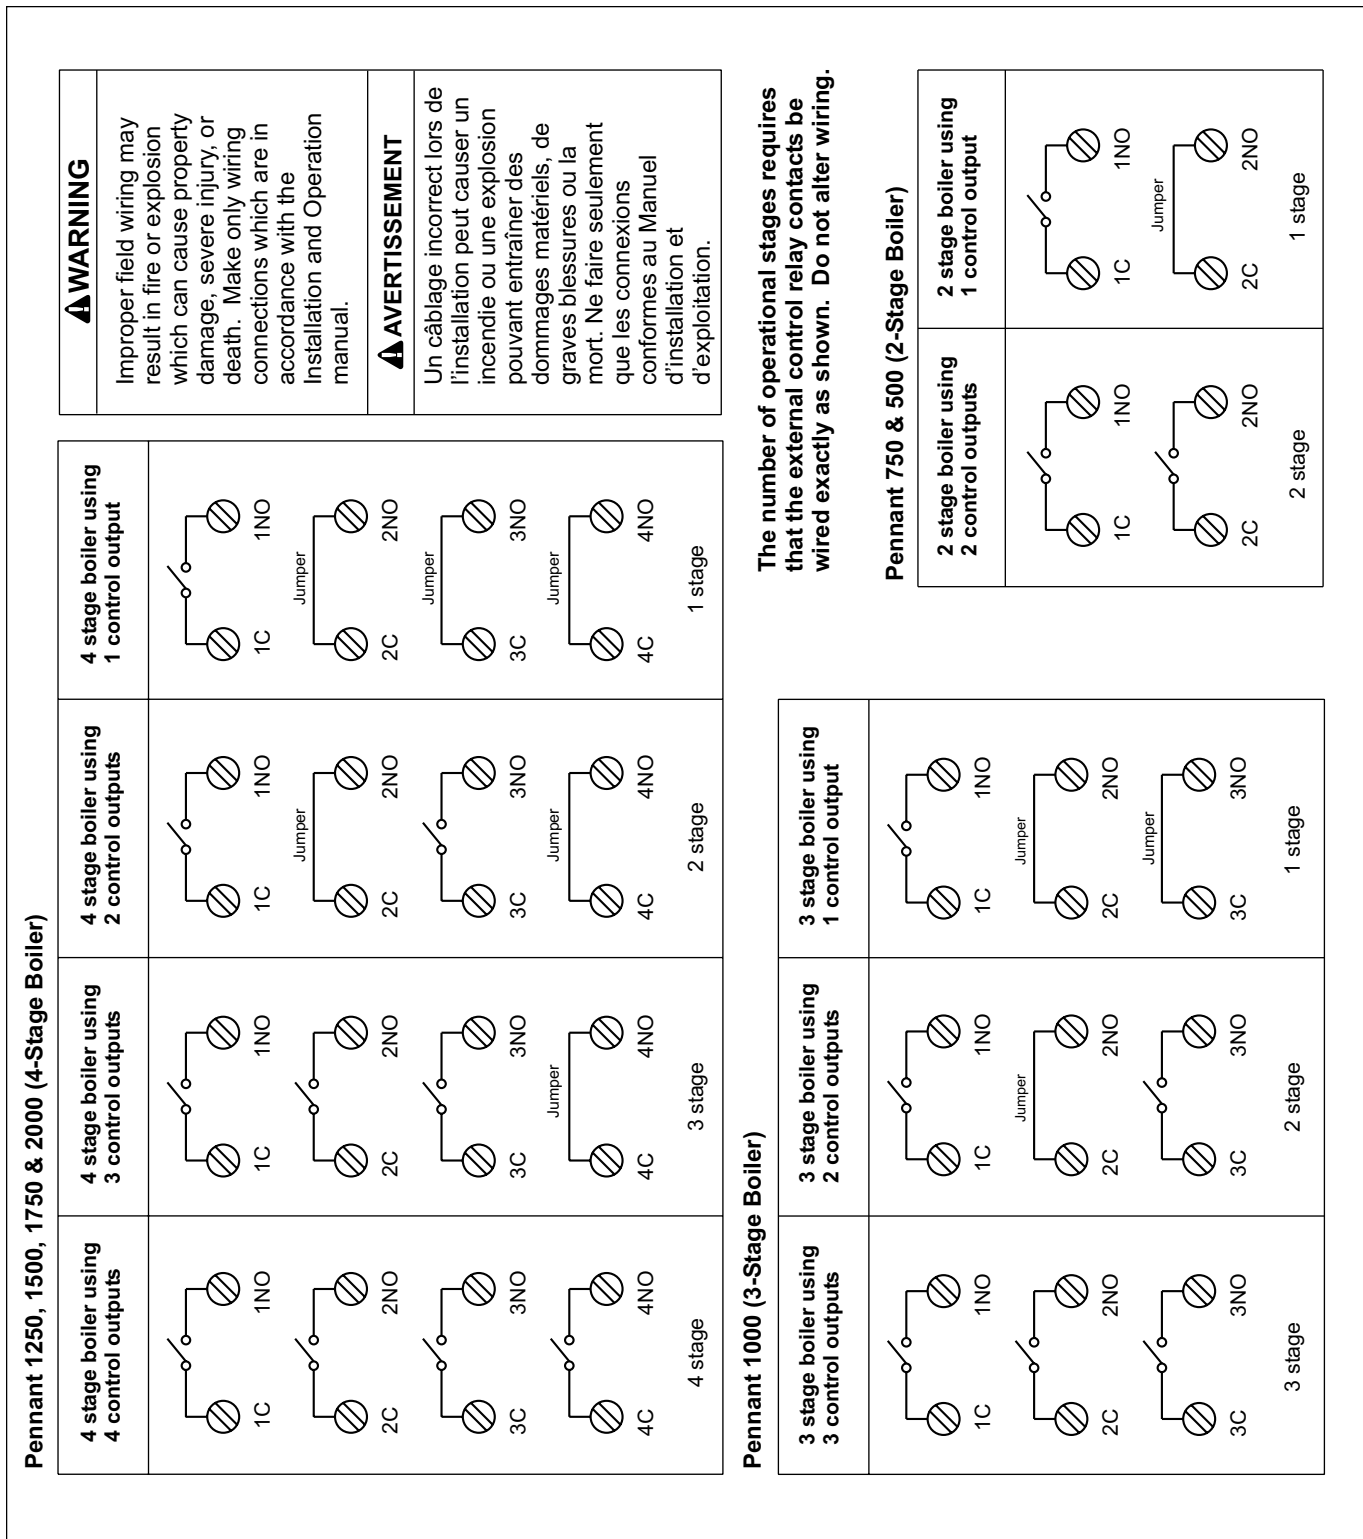 Pennant 1250, 1500, 1750 & 2000 (4-Stage Boiler)
4 stage boiler using
4 control outputs
1C 1NO
2C 2NO
3C 3NO
4C 4NO
4 stage
4 stage boiler using
3 control outputs
1C 1NO
2C 2NO
3C 3NO
Jumper
4C 4NO
3 stage
4 stage boiler using
2 control outputs
1C 1NO
Jumper
2C 2NO
3C 3NO
Jumper
4C 4NO
2 stage
4 stage boiler using
1 control output
1C 1NO
Jumper
2C 2NO
Jumper
3C 3NO
Jumper
4C 4NO
1 stage
WARNING
Improper field wiring may
result in fire or explosion
which can cause property
damage, severe injury, or
death. Make only wiring
connections which are in
accordance with the
Installation and Operation
manual.
AVERTISSEMENT
Un câblage incorrect lors de
l'installation peut causer un
incendie ou une explosion
pouvant entraîner des
dommages matériels, de
graves blessures ou la
mort. Ne faire seulement
que les connexions
conformes au Manuel
d'installation et
d'exploitation.
Pennant 1000 (3-Stage Boiler)
3 stage boiler using
3 control outputs
1C 1NO
2C 2NO
3C 3NO
3 stage
3 stage boiler using
2 control outputs
1C 1NO
Jumper
2C 2NO
3C 3NO
2 stage
3 stage boiler using
1 control output
1C 1NO
Jumper
2C 2NO
Jumper
3C 3NO
1 stage
The number of operational stages requires
that the external control relay contacts be
wired exactly as shown. Do not alter wiring.
Pennant 750 & 500 (2-Stage Boiler)
2 stage boiler using
2 control outputs
1C 1NO
2C 2NO
2 stage
2 stage boiler using
1 control output
1C 1NO
Jumper
2C 2NO
1 stage